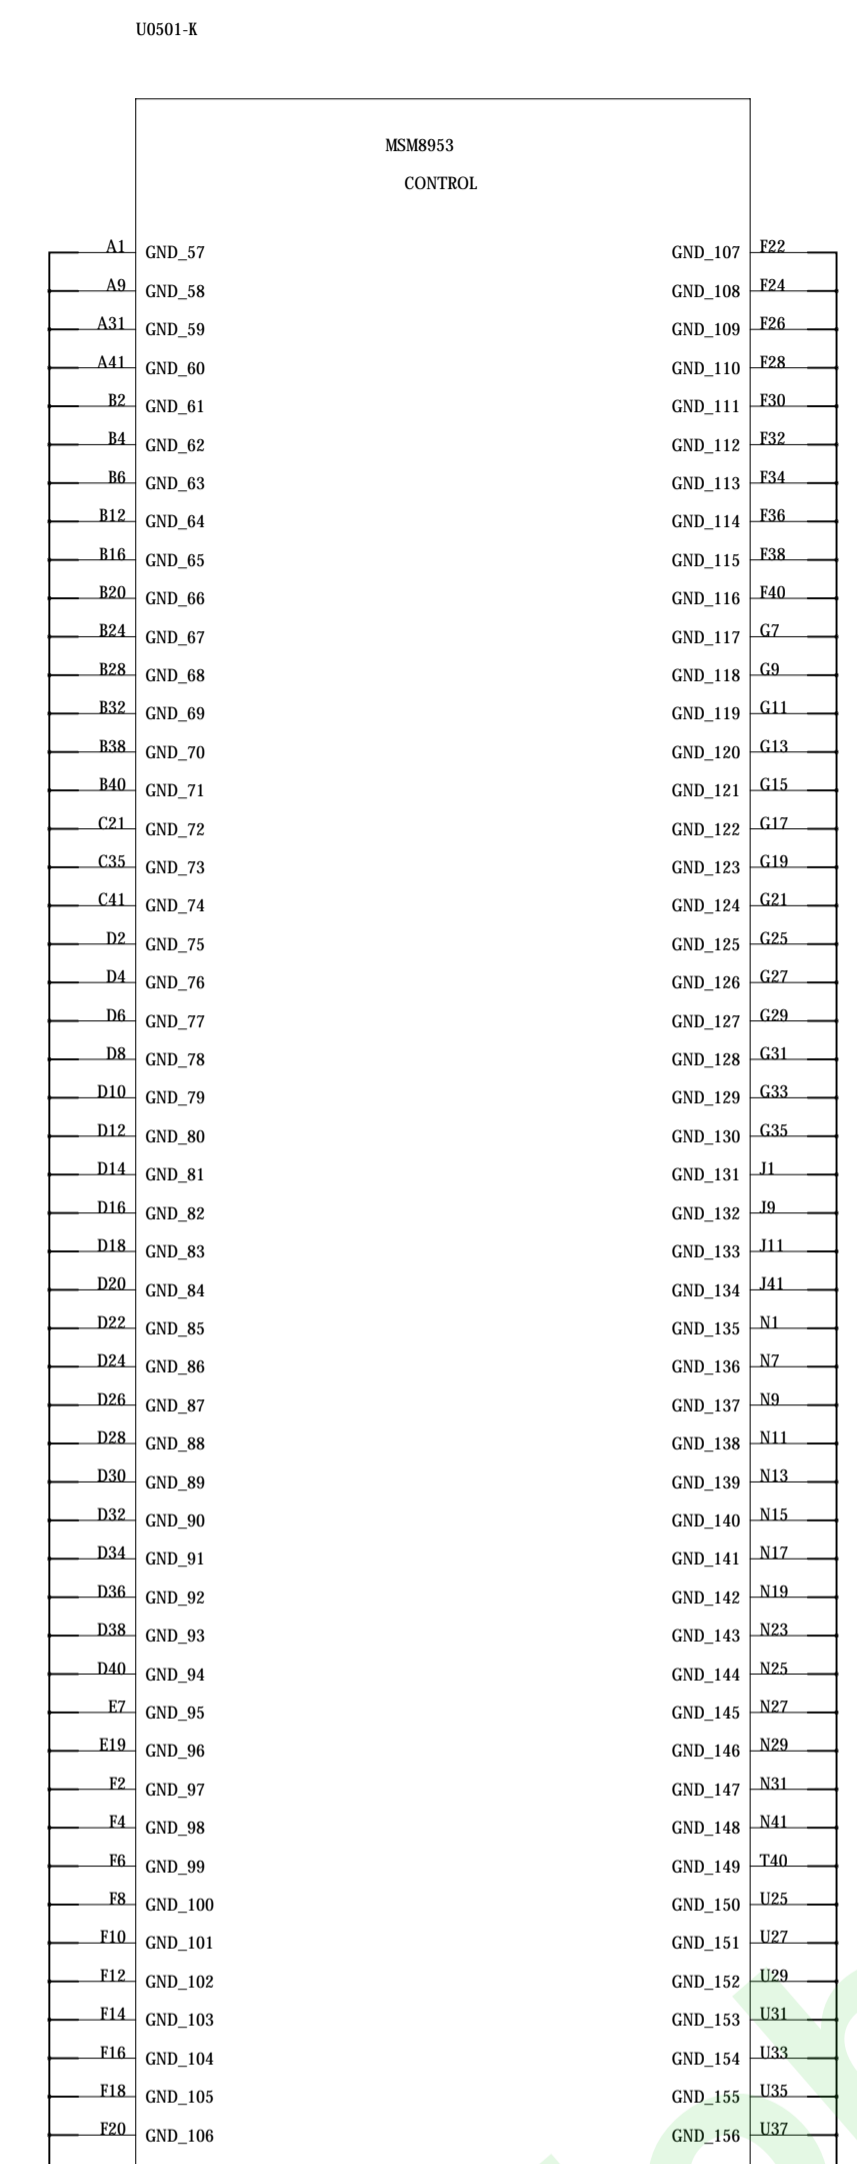 U0501-K
MSM8953
CONTROL
A1 GND_57 GND_107 F22
A9 GND_58 GND_108 F24
A31 GND_59 GND_109 F26
A41 GND_60 GND_110 F28
B2 GND_61 GND_111 F30
B4 GND_62 GND_112 F32
B6 GND_63 GND_113 F34
B12 GND_64 GND_114 F36
B16 GND_65 GND_115 F38
B20 GND_66 GND_116 F40
B24 GND_67 GND_117 G7
B28 GND_68 GND_118 G9
B32 GND_69 GND_119 G11
B38 GND_70 GND_120 G13
B40 GND_71 GND_121 G15
C21 GND_72 GND_122 G17
C35 GND_73 GND_123 G19
C41 GND_74 GND_124 G21
D2 GND_75 GND_125 G25
D4 GND_76 GND_126 G27
D6 GND_77 GND_127 G29
D8 GND_78 GND_128 G31
D10 GND_79 GND_129 G33
D12 GND_80 GND_130 G35
D14 GND_81 GND_131 J1
D16 GND_82 GND_132 J9
D18 GND_83 GND_133 J11
D20 GND_84 GND_134 J41
D22 GND_85 GND_135 N1
D24 GND_86 GND_136 N7
D26 GND_87 GND_137 N9
D28 GND_88 GND_138 N11
D30 GND_89 GND_139 N13
D32 GND_90 GND_140 N15
D34 GND_91 GND_141 N17
D36 GND_92 GND_142 N19
D38 GND_93 GND_143 N23
D40 GND_94 GND_144 N25
E7 GND_95 GND_145 N27
E19 GND_96 GND_146 N29
F2 GND_97 GND_147 N31
F4 GND_98 GND_148 N41
F6 GND_99 GND_149 T40
F8 GND_100 GND_150 U25
F10 GND_101 GND_151 U27
F12 GND_102 GND_152 U29
F14 GND_103 GND_153 U31
F16 GND_104 GND_154 U33
F18 GND_105 GND_155 U35
F20 GND_106 GND_156 U37